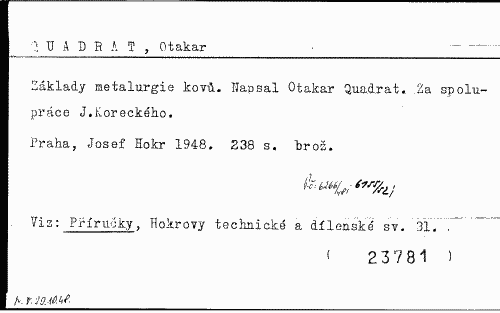 Q U A D R A T , Otakar
Základy metalurgie kovů. Napsal Otakar Quadrat. Za spolu-
práce J.Koreckého.
Praha, Josef Hokr 1948. 238 s. brož.
Viz: Příručky, Hokrovy technické a dílenské sv. 31.
( 23781 )